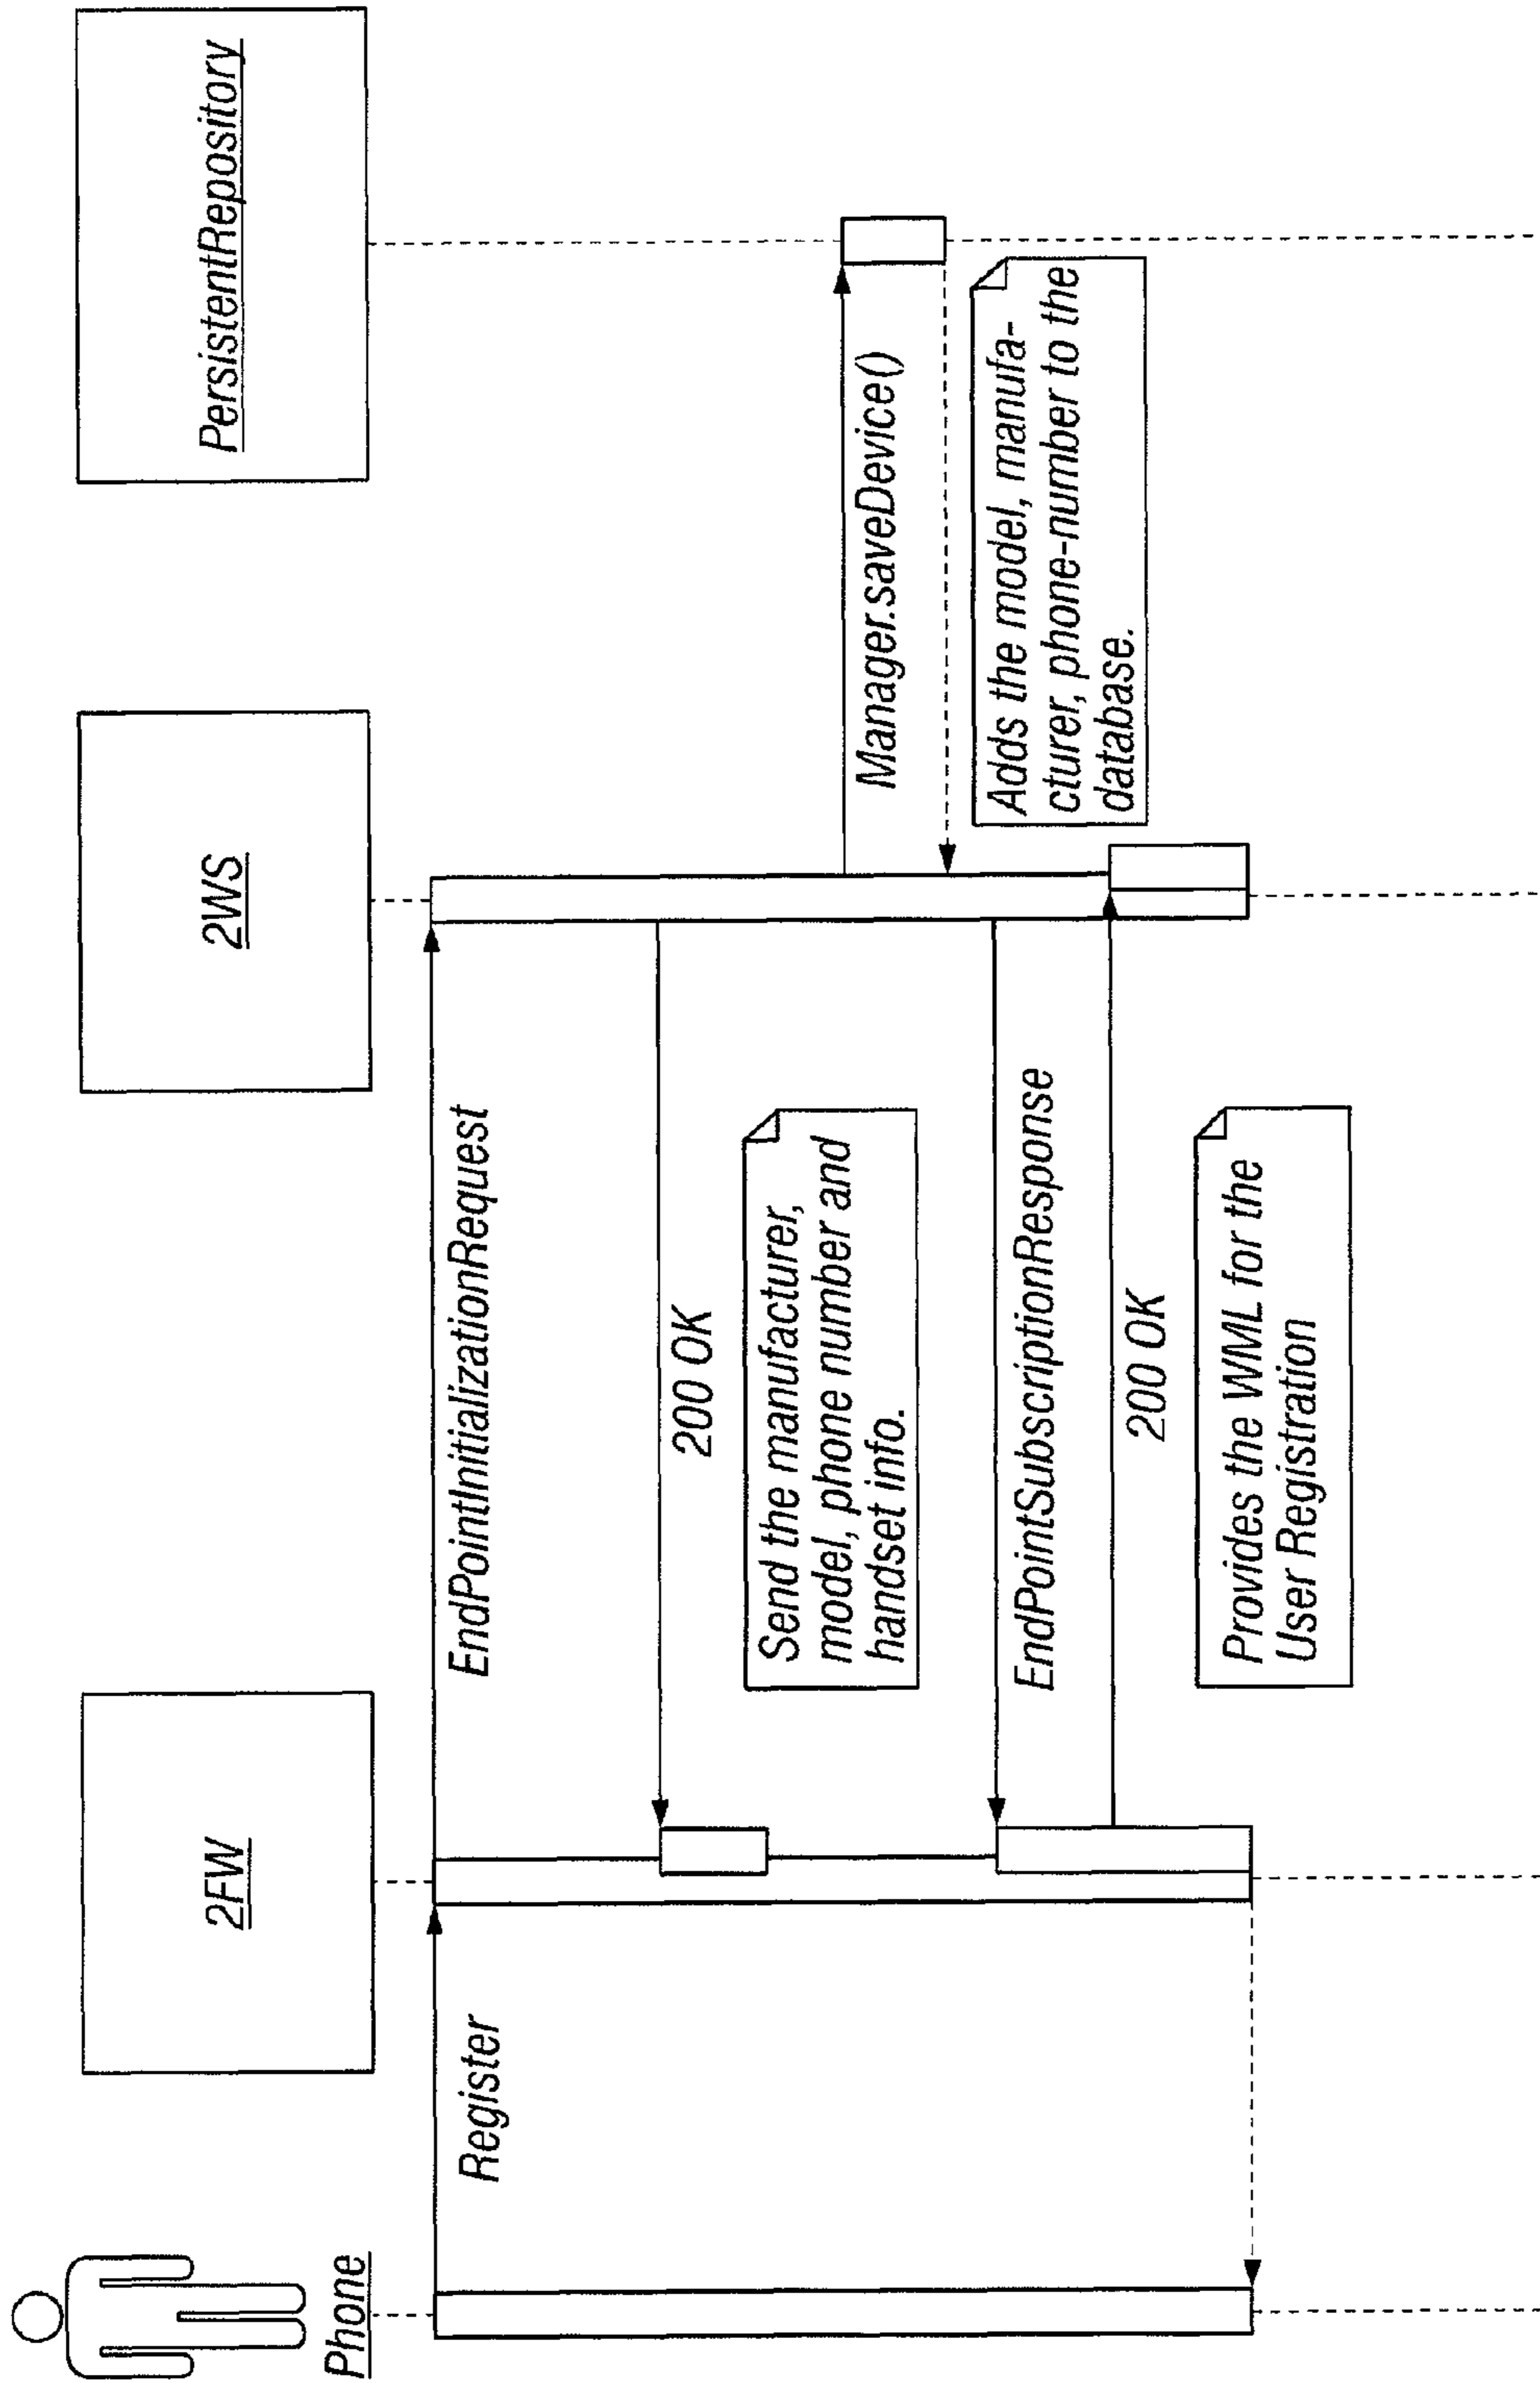 Phone
2FW
2WS
PersistentRepository
Register
EndPointInitializationRequest
200 OK
Send the manufacturer,
model, phone number and
handset info.
Manager.saveDevice()
Adds the model, manufa-
cturer, phone-number to the
database.
EndPointSubscriptionResponse
200 OK
Provides the WML for the
User Registration